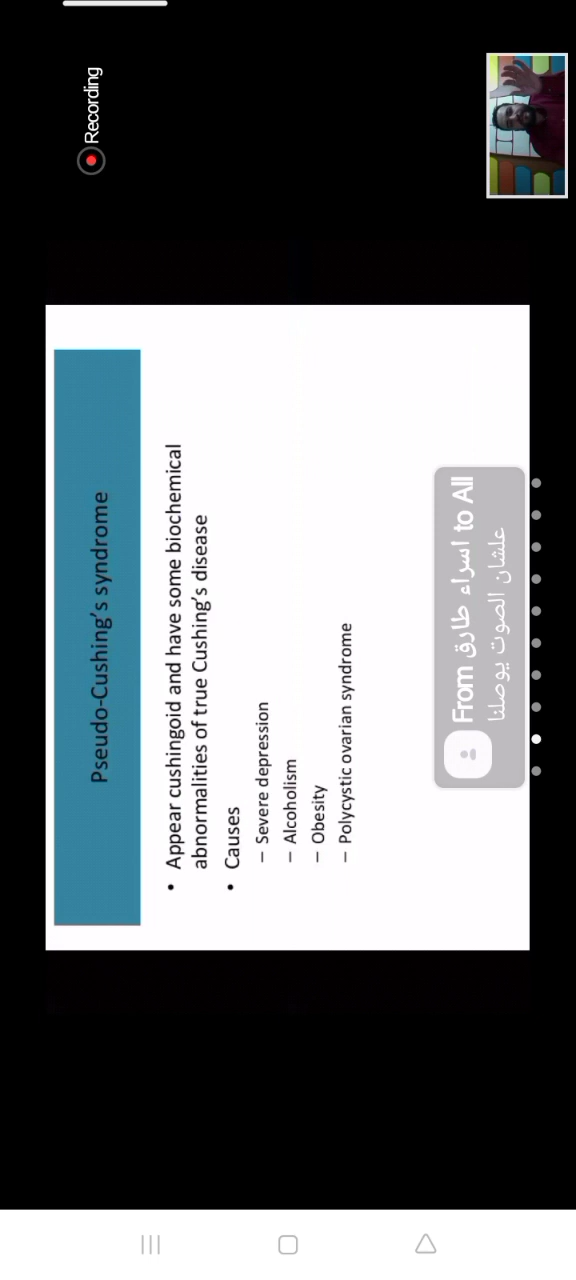 Recording
Pseudo-Cushing's syndrome
• Appear cushingoid and have some biochemical
abnormalities of true Cushing's disease
• Causes
– Severe depression
– Alcoholism
– Obesity
– Polycystic ovarian syndrome
From اسراء طارق to All
علشان الصوت يوصلنا